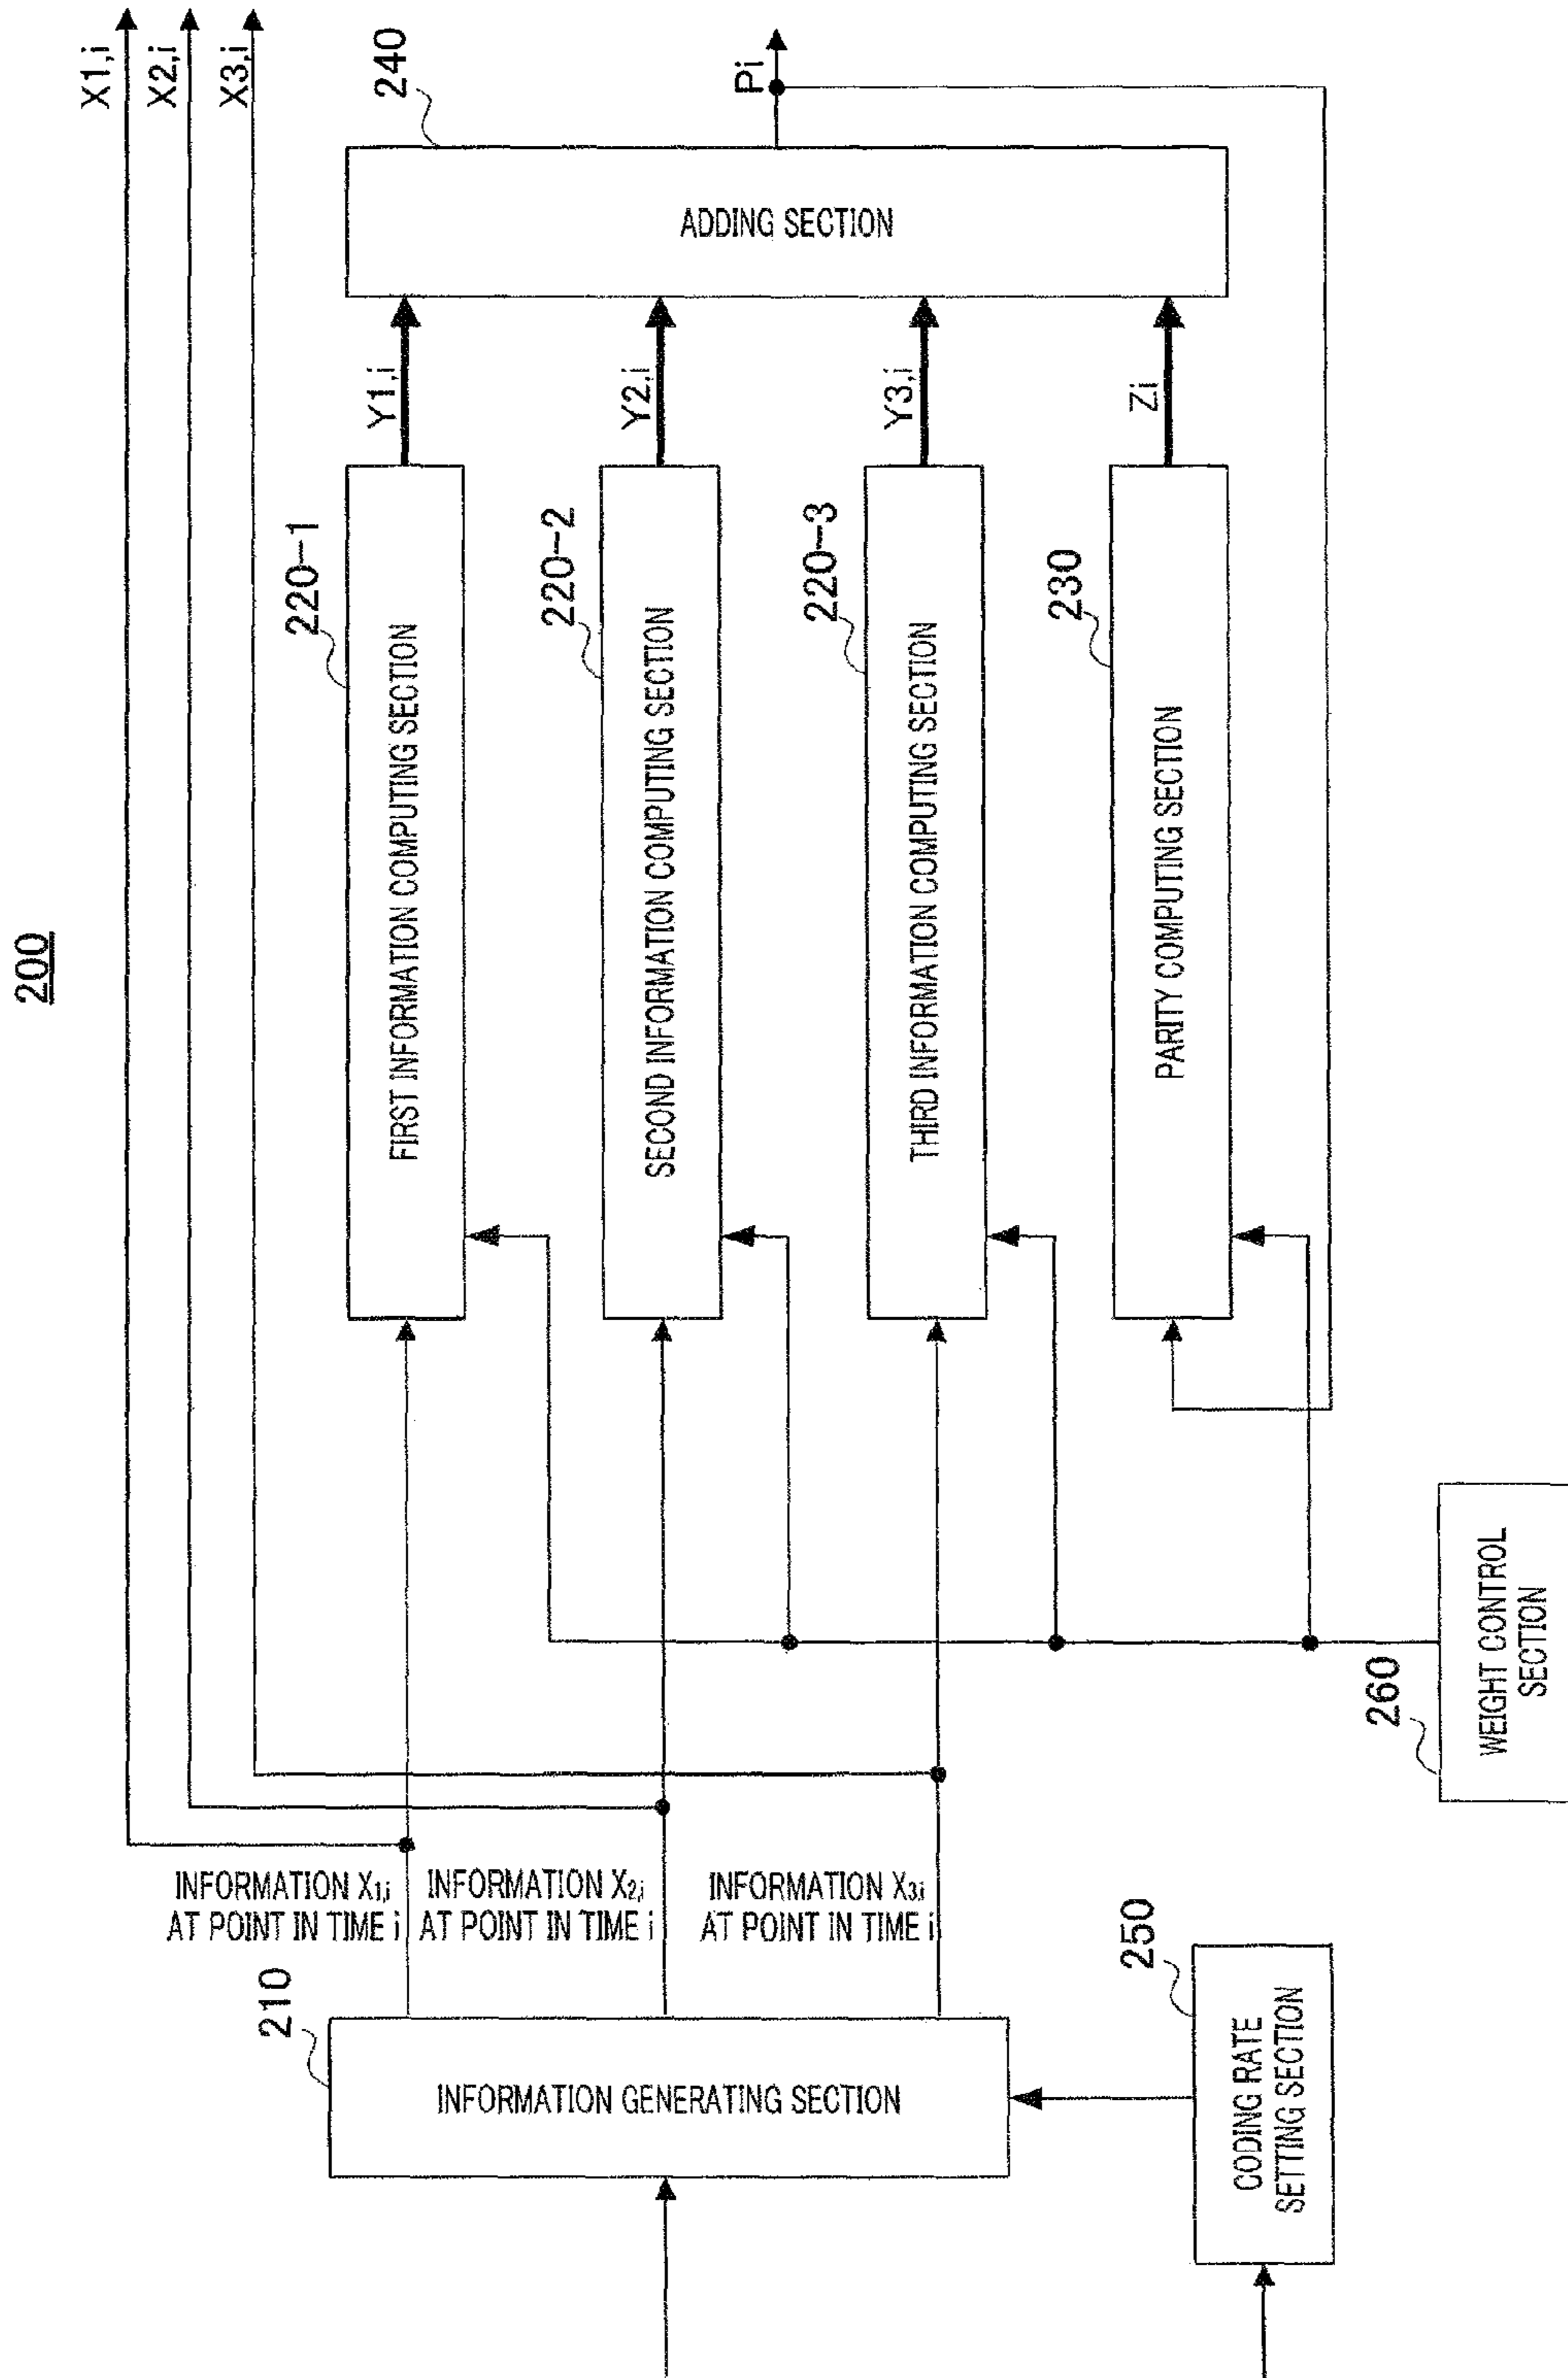 200
X1,i
X2,i
X3,i
INFORMATION X1,i
AT POINT IN TIME i
INFORMATION X2,i
AT POINT IN TIME i
INFORMATION X3,i
AT POINT IN TIME i
210
INFORMATION GENERATING SECTION
220-1
FIRST INFORMATION COMPUTING SECTION
Y1,i
220-2
SECOND INFORMATION COMPUTING SECTION
Y2,i
220-3
THIRD INFORMATION COMPUTING SECTION
Y3,i
230
PARITY COMPUTING SECTION
Zi
240
ADDING SECTION
Pi
250
CODING RATE
SETTING SECTION
260
WEIGHT CONTROL
SECTION